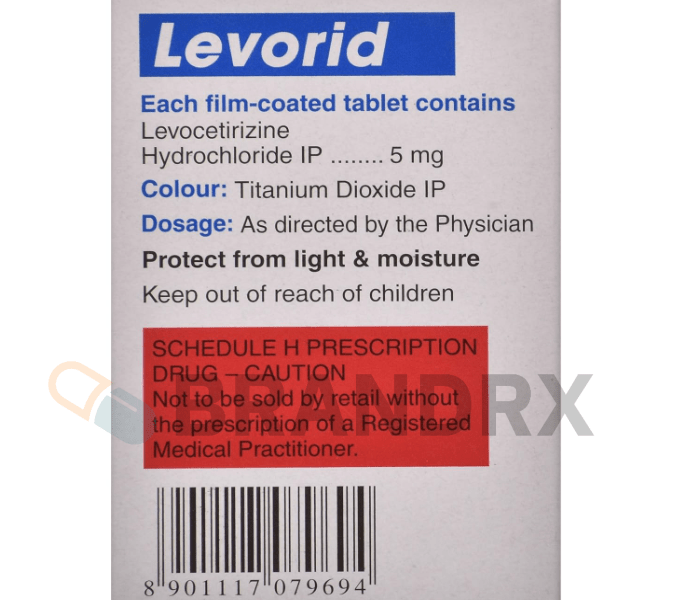 Levorid
Each film-coated tablet contains
Levocetirizine
Hydrochloride IP ........ 5 mg
Colour: Titanium Dioxide IP
Dosage: As directed by the Physician
Protect from light & moisture
Keep out of reach of children
SCHEDULE H PRESCRIPTION
DRUG – CAUTION
Not to be sold by retail without
the prescription of a Registered
Medical Practitioner.
BRANDRX
8 901117 079694